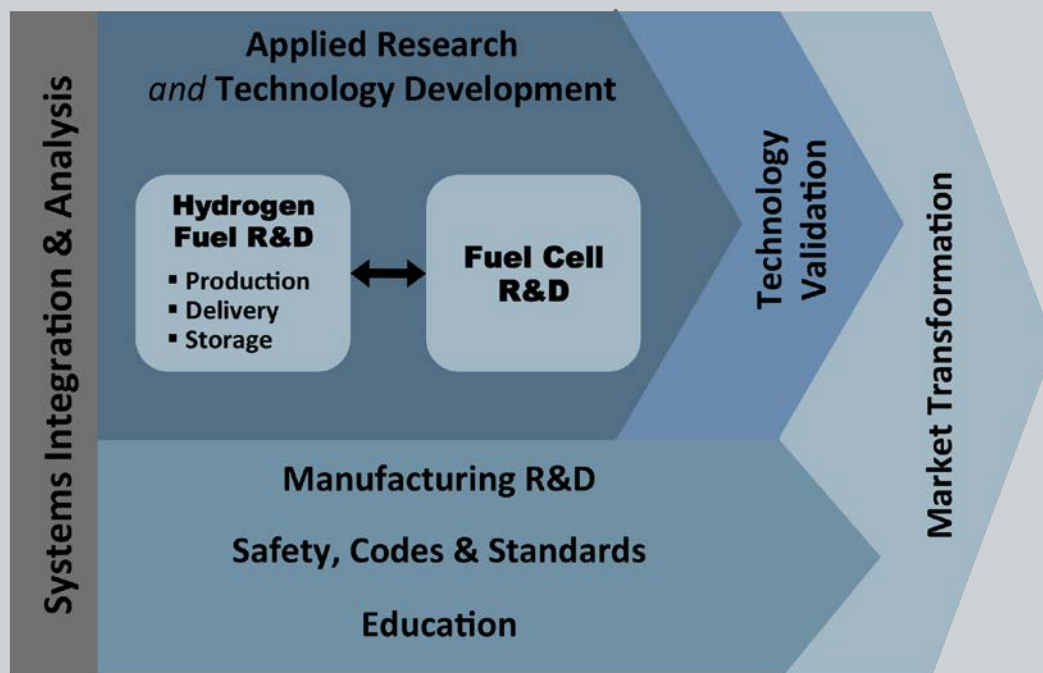 Systems Integration & Analysis
Applied Research
and Technology Development
Hydrogen
Fuel R&D
▪ Production
▪ Delivery
▪ Storage
Fuel Cell
R&D
Technology
Validation
Market Transformation
Manufacturing R&D
Safety, Codes & Standards
Education